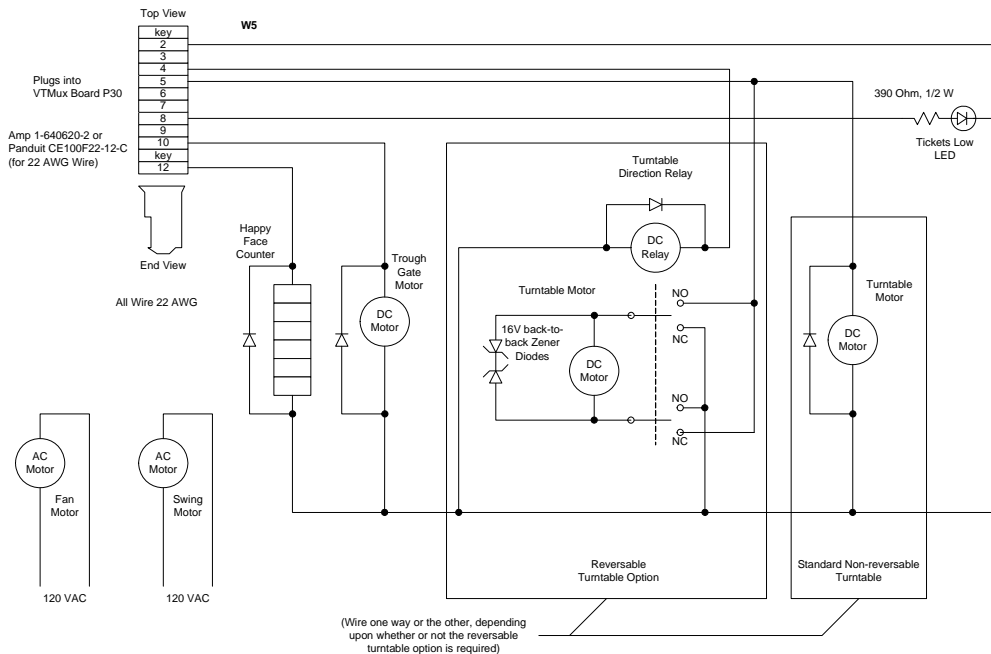 Top View
W5
key
2
3
4
5
6
7
8
9
10
key
12
Plugs into
VTMux Board P30
Amp 1-640620-2 or
Panduit CE100F22-12-C
(for 22 AWG Wire)
End View
All Wire 22 AWG
390 Ohm, 1/2 W
Tickets Low
LED
Turntable
Direction Relay
DC
Relay
Happy
Face
Counter
Trough
Gate
Motor
DC
Motor
Turntable Motor
16V back-to-
back Zener
Diodes
DC
Motor
NO
NC
NO
NC
Turntable
Motor
DC
Motor
AC
Motor
Fan
Motor
120 VAC
AC
Motor
Swing
Motor
120 VAC
Reversable
Turntable Option
Standard Non-reversable
Turntable
(Wire one way or the other, depending
upon whether or not the reversable
turntable option is required)